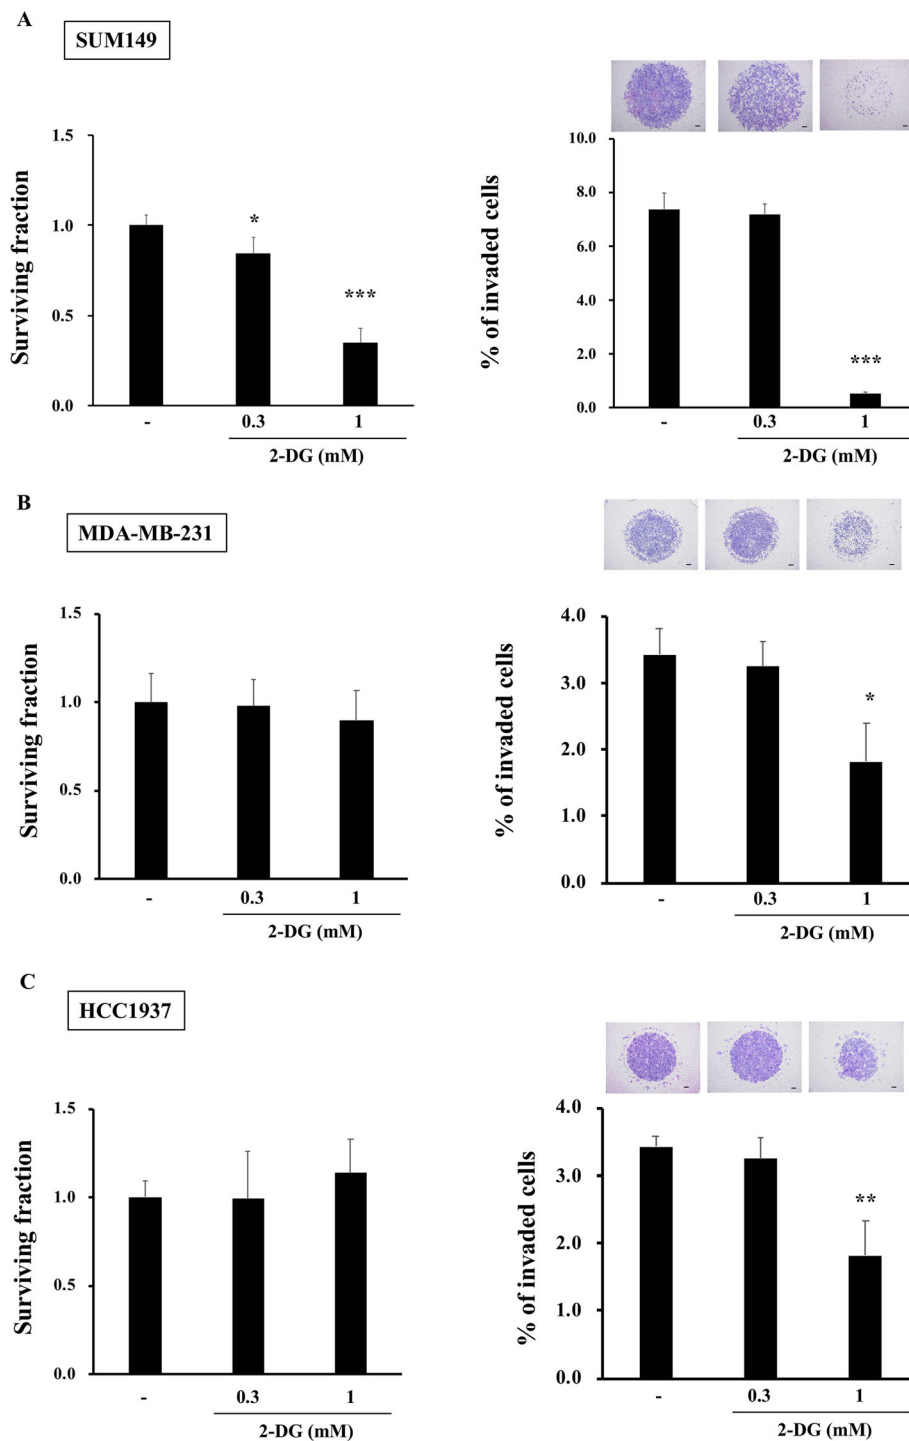 A
SUM149
Surviving fraction
1.5
1.0
0.5
0.0
*
***
- 0.3 1
2-DG (mM)
% of invaded cells
10.0
8.0
6.0
4.0
2.0
0.0
***
- 0.3 1
2-DG (mM)
B
MDA-MB-231
Surviving fraction
1.5
1.0
0.5
0.0
- 0.3 1
2-DG (mM)
% of invaded cells
4.0
3.0
2.0
1.0
0.0
*
- 0.3 1
2-DG (mM)
C
HCC1937
Surviving fraction
1.5
1.0
0.5
0.0
- 0.3 1
2-DG (mM)
% of invaded cells
4.0
3.0
2.0
1.0
0.0
**
- 0.3 1
2-DG (mM)